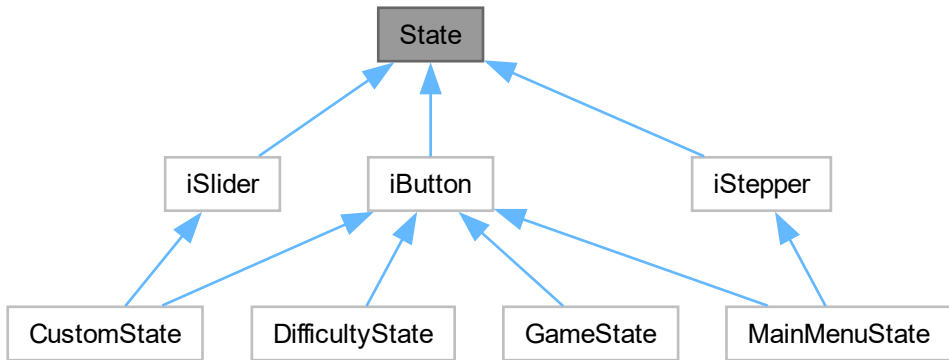 State
iSlider
iButton
iStepper
CustomState
DifficultyState
GameState
MainMenuState